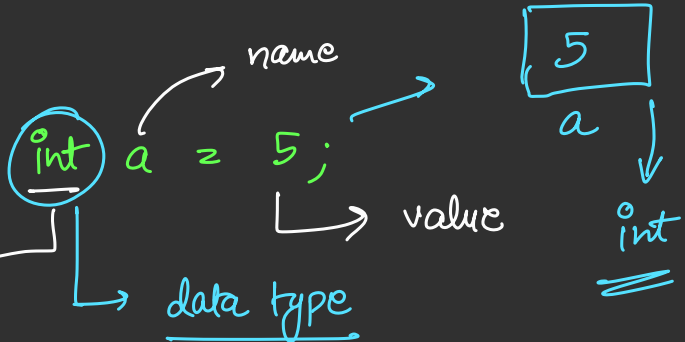 name
5
a
int a = 5;
value
int
data type